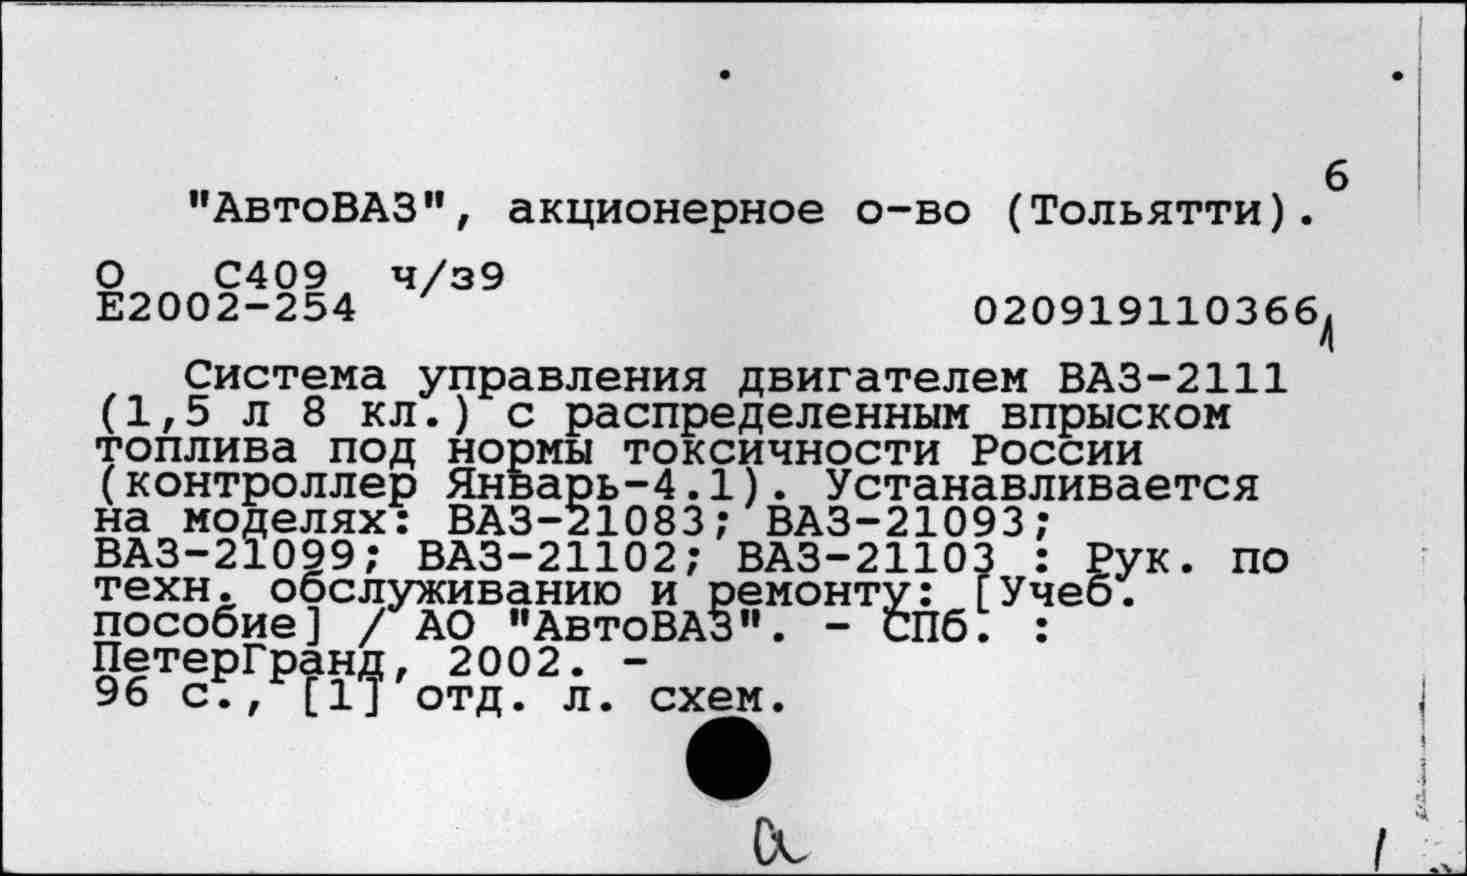 6
"АвтоВАЗ", акционерное о-во (Тольятти).
О С409 ч/з9
Е2002-254 020919110366
Система управления двигателем ВАЗ-2111
(1,5 л 8 кл.) с распределенным впрыском
топлива под нормы токсичности России
(контроллер Январь-4.1). Устанавливается
на моделях: ВАЗ-21083; ВАЗ-21093;
ВАЗ-21099; ВАЗ-21102; ВАЗ-21103 : Рук. по
техн. обслуживанию и ремонту: [Учеб.
пособие] / АО "АвтоВАЗ". - СПб. :
ПетерГранд, 2002. -
96 с., [1] отд. л. схем.
а
1